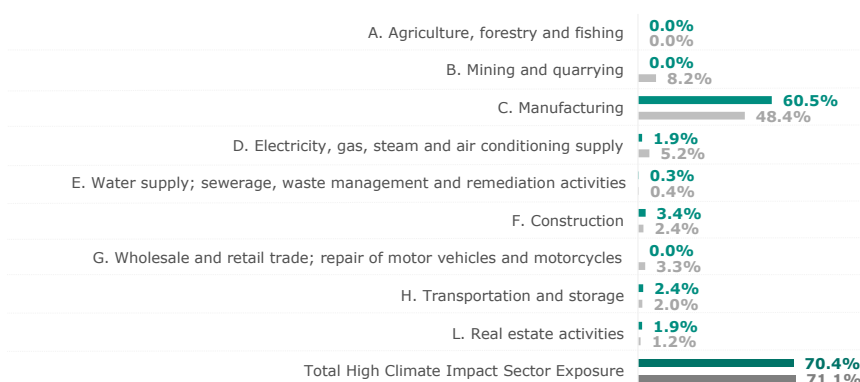 A. Agriculture, forestry and fishing 0.0%
0.0%
B. Mining and quarrying 0.0%
8.2%
C. Manufacturing 60.5%
48.4%
D. Electricity, gas, steam and air conditioning supply 1.9%
5.2%
E. Water supply; sewerage, waste management and remediation activities 0.3%
0.4%
F. Construction 3.4%
2.4%
G. Wholesale and retail trade; repair of motor vehicles and motorcycles 0.0%
3.3%
H. Transportation and storage 2.4%
2.0%
L. Real estate activities 1.9%
1.2%
Total High Climate Impact Sector Exposure 70.4%
71.1%